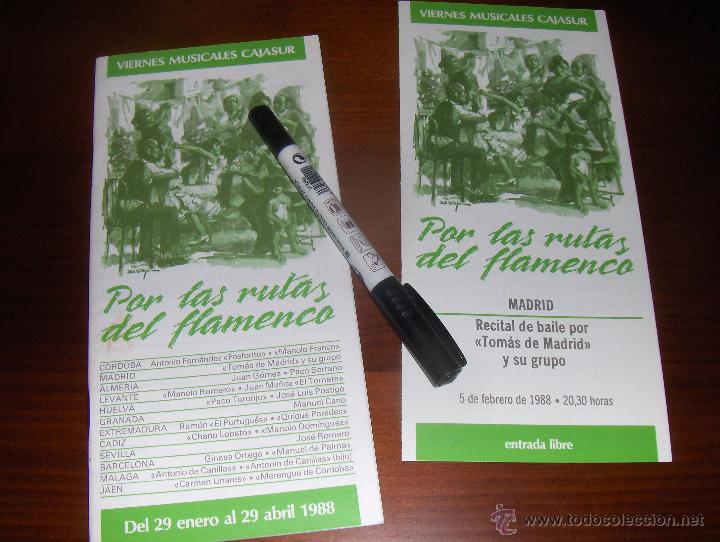 VIERNES MUSICALES CAJASUR
Por las rutas
del flamenco
CORDOBA Antonio Fernández «Fosforito» • «Manolo Franco»
MADRID «Tomás de Madrid» y su grupo
ALMERIA Juan Gómez • Paco Serrano
LEVANTE «Manolo Romero» • Juan Muñoz «El Tomate»
HUELVA «Paco Toronjo» • José Luis Postigo
GRANADA Manuel Cano
EXTREMADURA Ramón «El Portugués» • «Quique Paredes»
CADIZ «Chano Lobato» • «Manolo Domínguez»
SEVILLA José Romero
BARCELONA Ginesa Ortega • «Manuel de Palma»
MALAGA «Antonio de Canillas» • «Antonio de Canillas» (hijo)
JAEN «Carmen Linares» • «Merengue de Córdoba»
Del 29 enero al 29 abril 1988
VIERNES MUSICALES CAJASUR
Por las rutas
del flamenco
MADRID
Recital de baile por
«Tomás de Madrid»
y su grupo
5 de febrero de 1988 • 20,30 horas
entrada libre
todocoleccion
www.todocoleccion.net